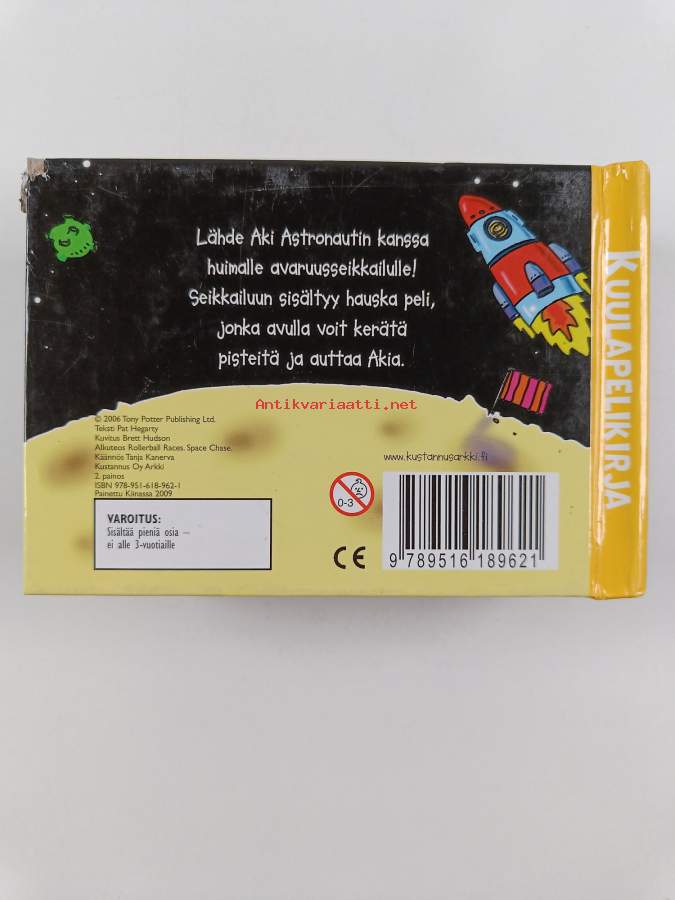 Lähde Aki Astronautin kanssa
huimalle avaruusseikkailulle!
Seikkailuun sisältyy hauska peli,
jonka avulla voit kerätä
pisteitä ja auttaa Akia.
Antikvariaatti.net
© 2006 Tony Potter Publishing Ltd.
Teksti Pat Hegarty
Kuvitus Brett Hudson
Alkuteos Rollerball Races. Space Chase.
Käännös Tanja Kanerva
Kustannus Oy Arkki
2. painos
ISBN 978-951-618-962-1
Painettu Kiinassa 2009
VAROITUS:
Sisältää pieniä osia –
ei alle 3-vuotiaille
www.kustannusarkki.fi
0-3
CE
9 789516 189621
KUULAPELIKIRJA